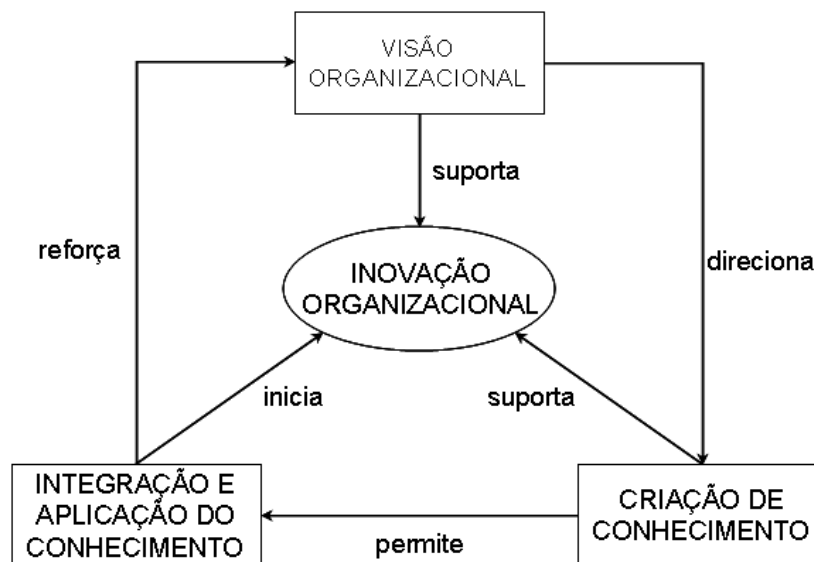 VISÃO
ORGANIZACIONAL
suporta
reforça
direciona
INOVAÇÃO
ORGANIZACIONAL
inicia
suporta
INTEGRAÇÃO E
APLICAÇÃO DO
CONHECIMENTO
CRIAÇÃO DE
CONHECIMENTO
permite